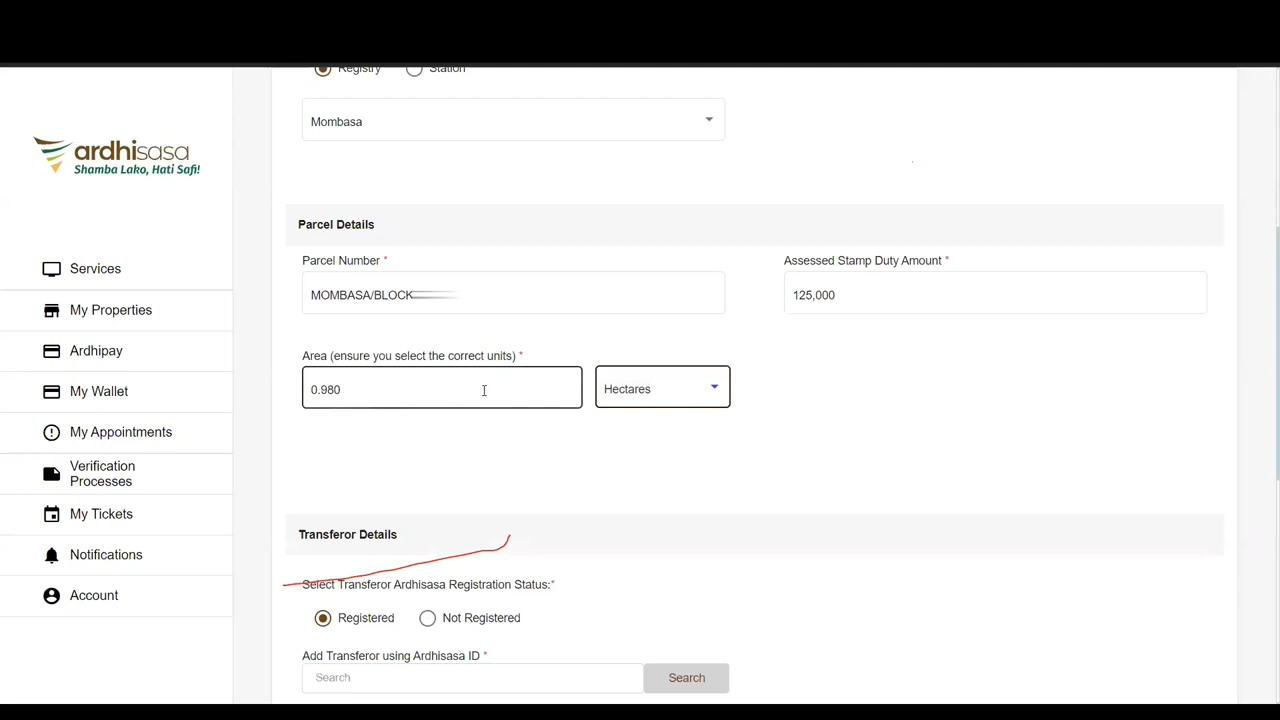 Registry Station
Mombasa
ardhisasa
Shamba Lako, Hati Safi!
Services
My Properties
Ardhipay
My Wallet
My Appointments
Verification
Processes
My Tickets
Notifications
Account
Parcel Details
Parcel Number *
MOMBASA/BLOCK
Assessed Stamp Duty Amount *
125,000
Area (ensure you select the correct units) *
0.980
Hectares
Transferor Details
Select Transferor Ardhisasa Registration Status:*
Registered Not Registered
Add Transferor using Ardhisasa ID *
Search Search